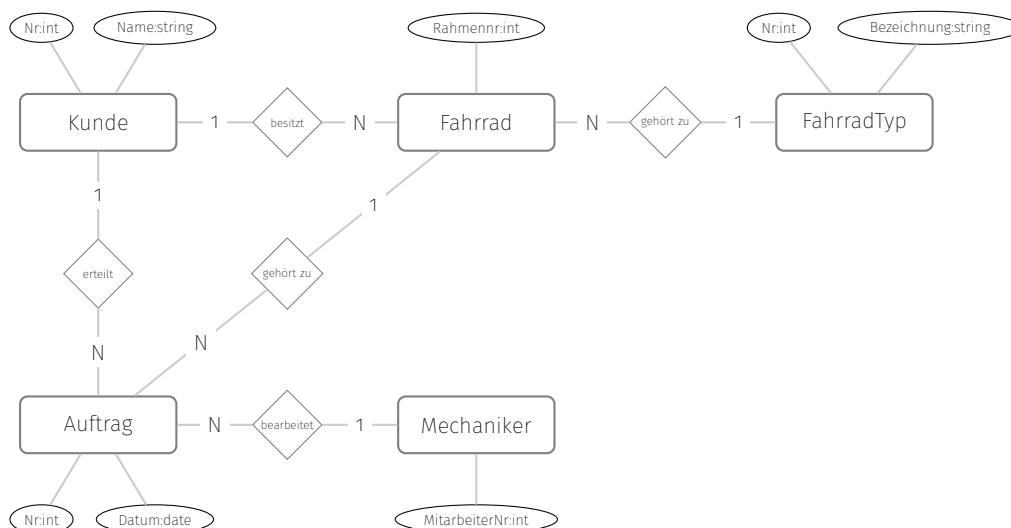 Nr:int
Name:string
Rahmennr:int
Nr:int
Bezeichnung:string
Kunde
1
besitzt
N
Fahrrad
N
gehört zu
1
FahrradTyp
1
1
erteilt
gehört zu
N
N
Auftrag
N
bearbeitet
1
Mechaniker
Nr:int
Datum:date
MitarbeiterNr:int